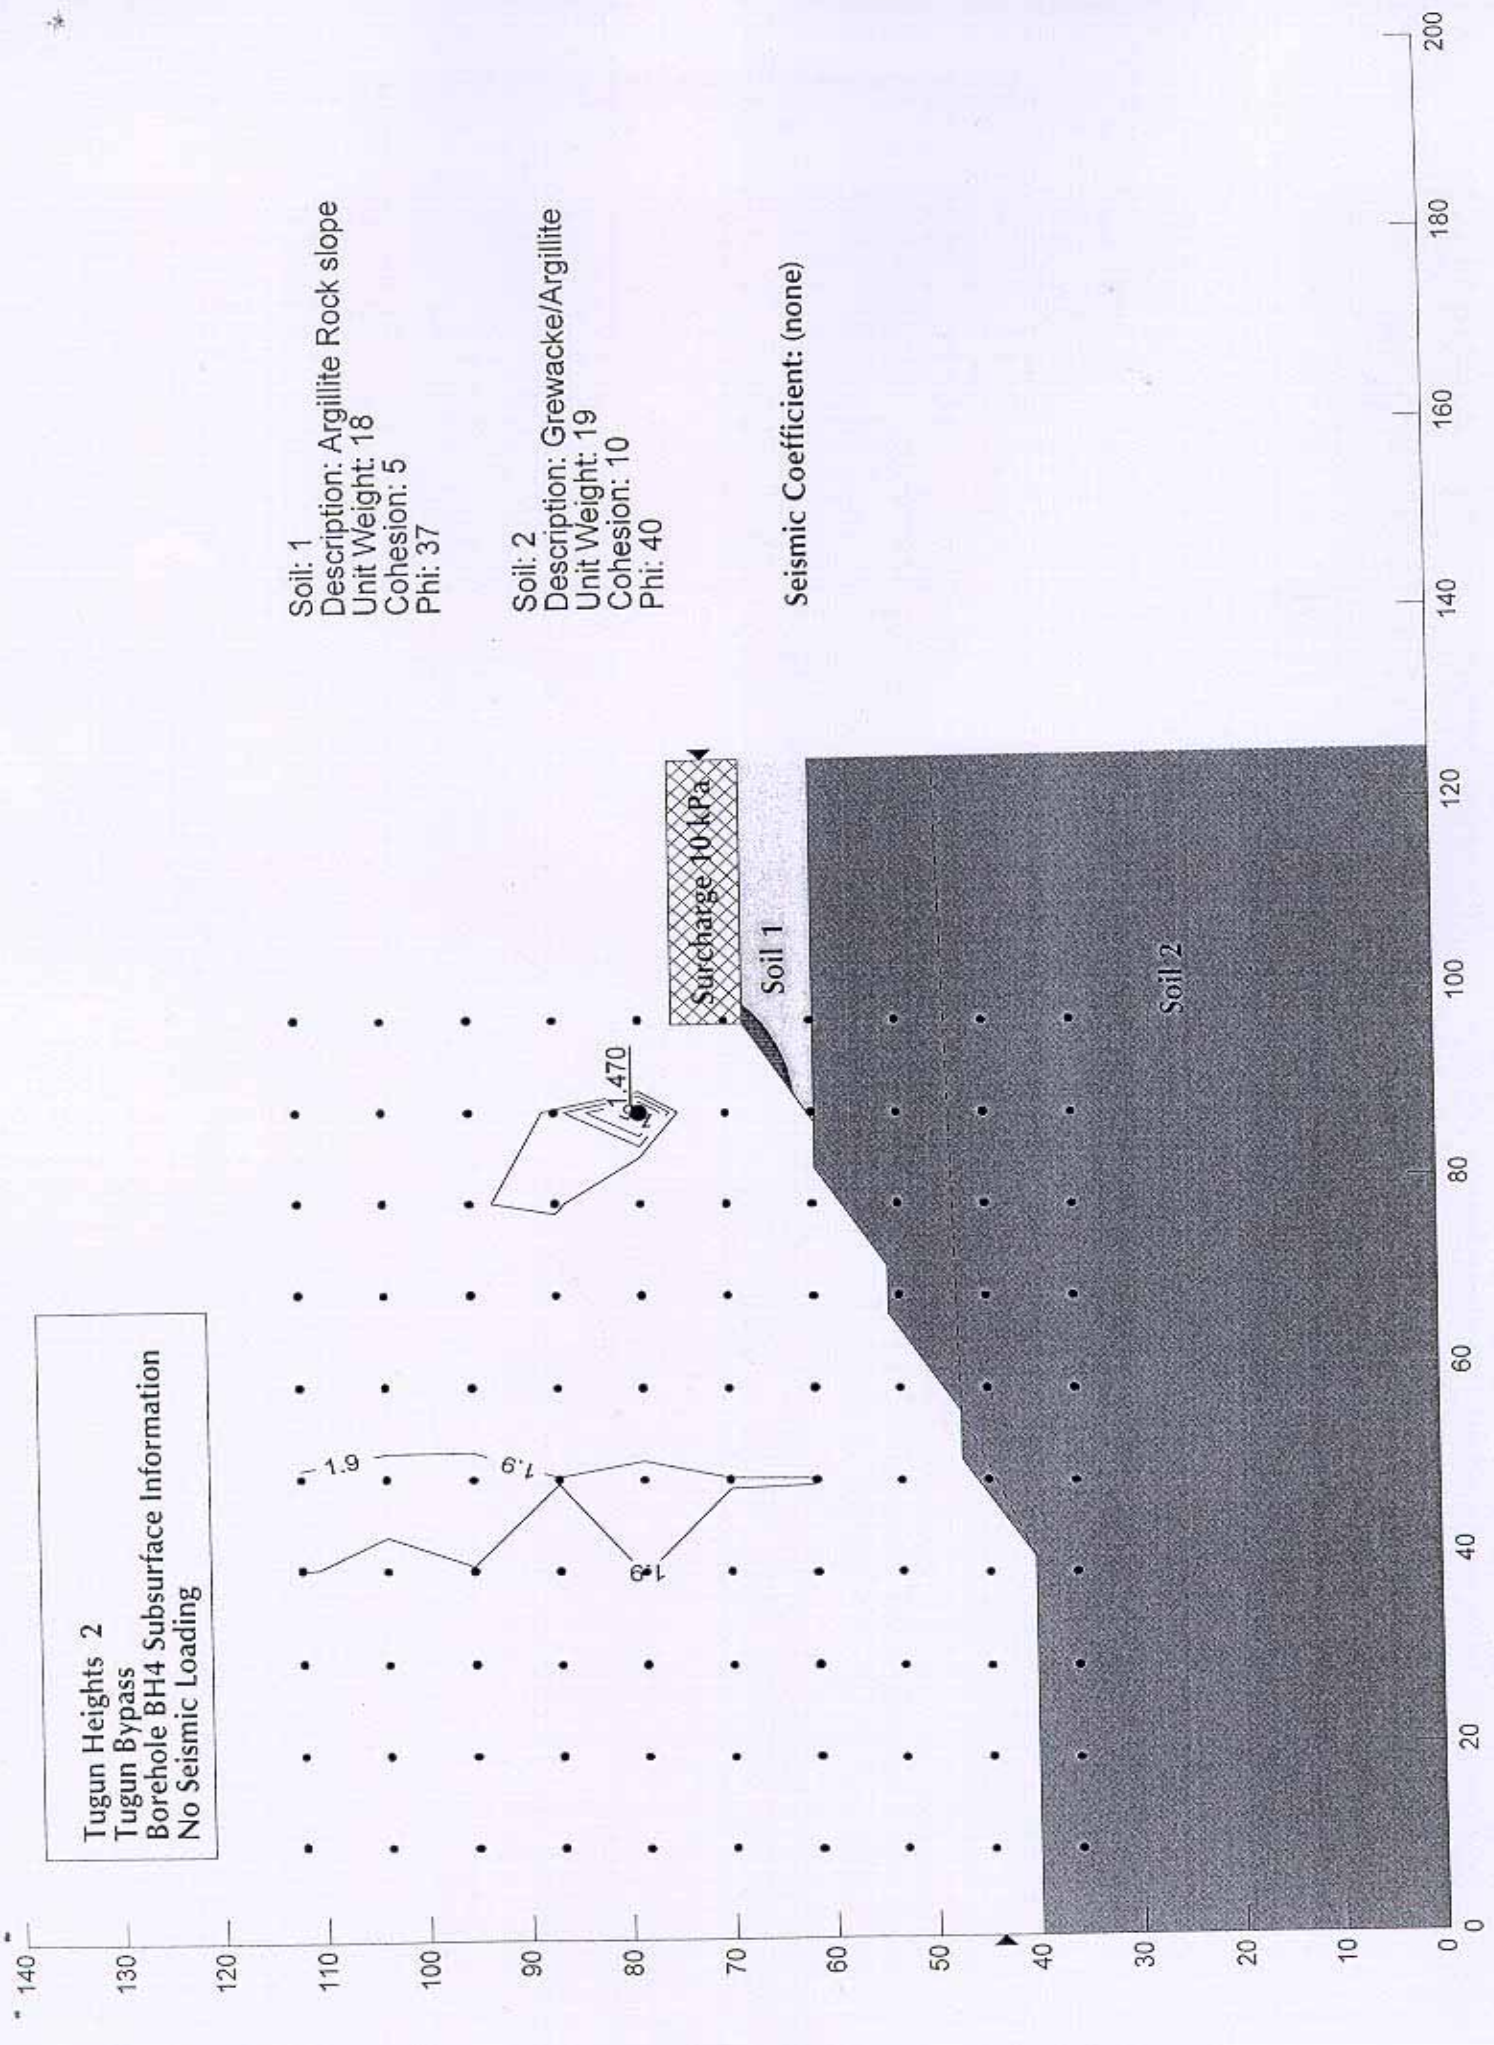 Tugun Heights 2
Tugun Bypass
Borehole BH4 Subsurface Information
No Seismic Loading
Soil: 1
Description: Argillite Rock slope
Unit Weight: 18
Cohesion: 5
Phi: 37
Soil: 2
Description: Grewacke/Argillite
Unit Weight: 19
Cohesion: 10
Phi: 40
Seismic Coefficient: (none)
1.470
1.9
1.9
1.9
Surcharge 10 kPa
Soil 1
Soil 2
140
130
120
110
100
90
80
70
60
50
40
30
20
10
0
0
20
40
60
80
100
120
140
160
180
200